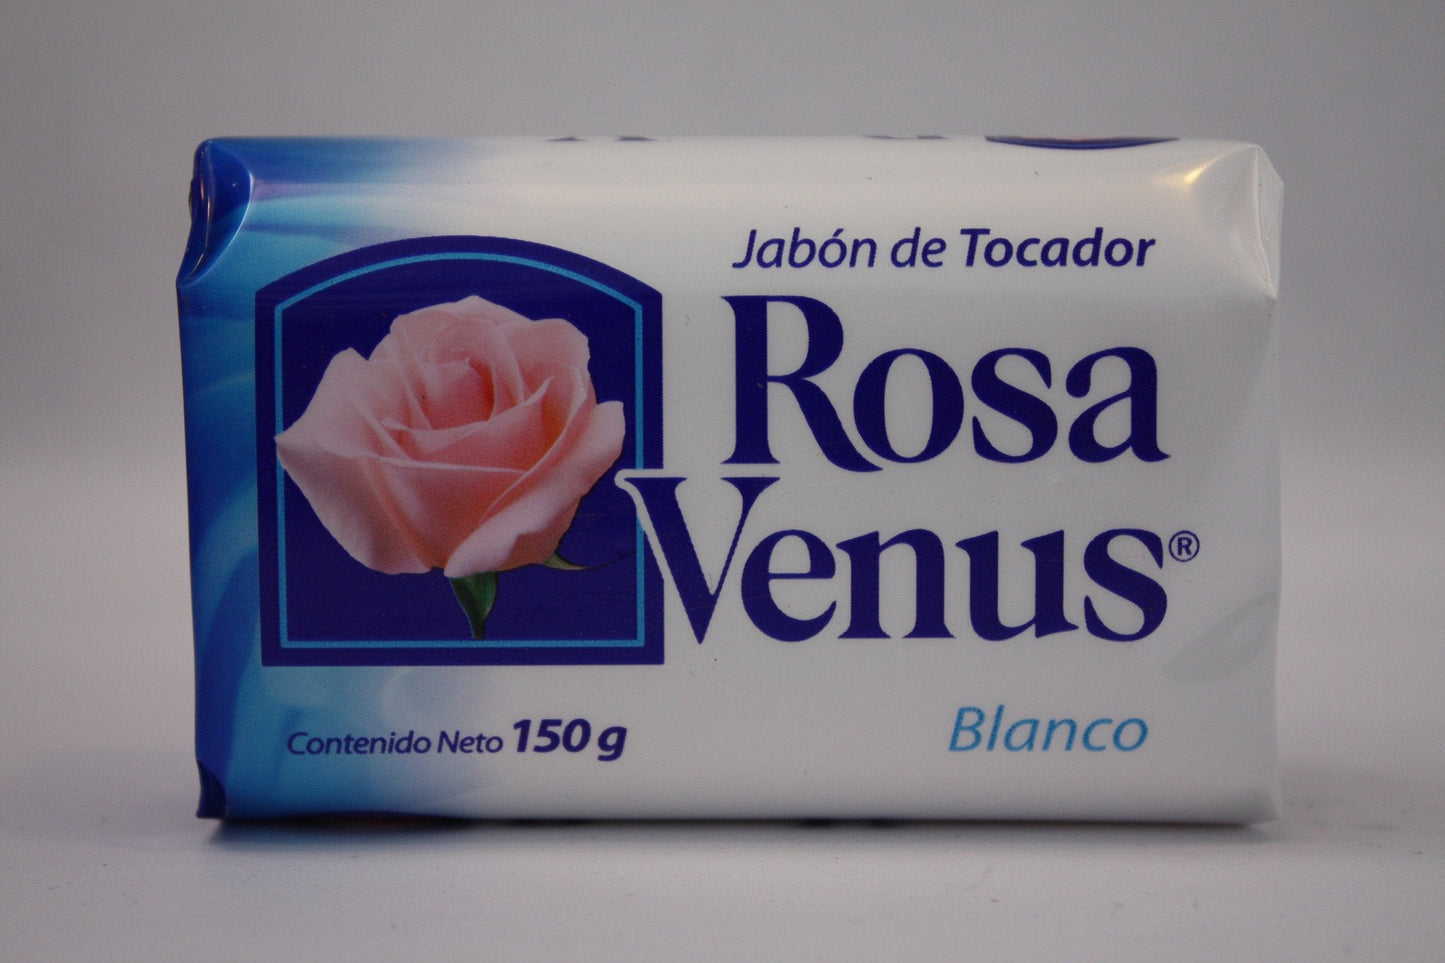 Jabón de Tocador
Rosa
Venus®
Contenido Neto 150 g
Blanco